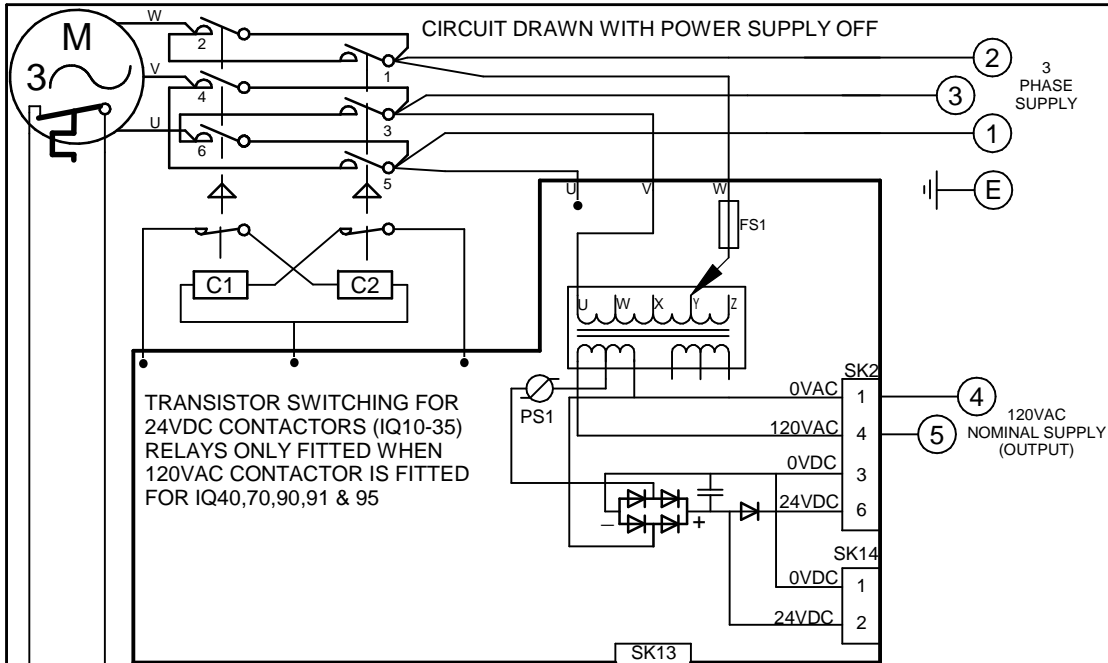 CIRCUIT DRAWN WITH POWER SUPPLY OFF
M
3
W
V
U
2
1
4
3
6
5
2
3
1
E
3
PHASE
SUPPLY
U
V
W
FS1
C1
C2
U W X Y Z
TRANSISTOR SWITCHING FOR
24VDC CONTACTORS (IQ10-35)
RELAYS ONLY FITTED WHEN
120VAC CONTACTOR IS FITTED
FOR IQ40,70,90,91 & 95
PS1
SK2
0VAC 1
120VAC 4
0VDC 3
24VDC 6
4
5
120VAC
NOMINAL SUPPLY
(OUTPUT)
– +
SK14
0VDC 1
24VDC 2
SK13